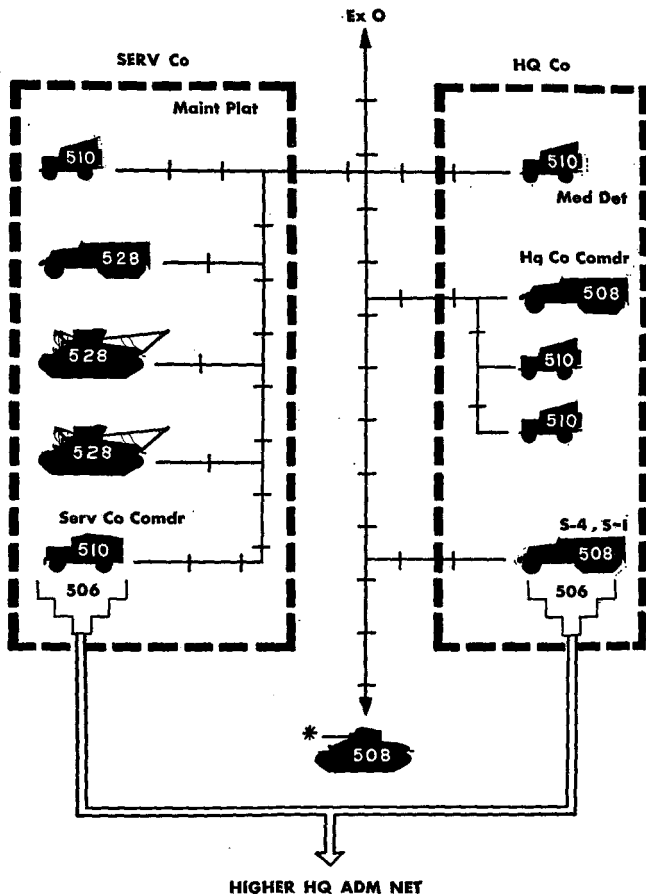 Ex O
SERV Co
HQ Co
Maint Plat
510
510
Med Det
528
Hq Co Comdr
508
528
510
510
528
Serv Co Comdr
S-4, S-1
510
508
506
506
*
508
HIGHER HQ ADM NET